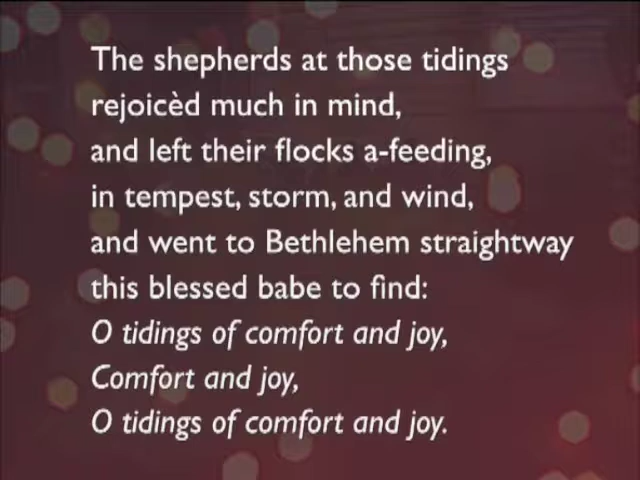 The shepherds at those tidings
rejoicèd much in mind,
and left their flocks a-feeding,
in tempest, storm, and wind,
and went to Bethlehem straightway
this blessed babe to find:
O tidings of comfort and joy,
Comfort and joy,
O tidings of comfort and joy.